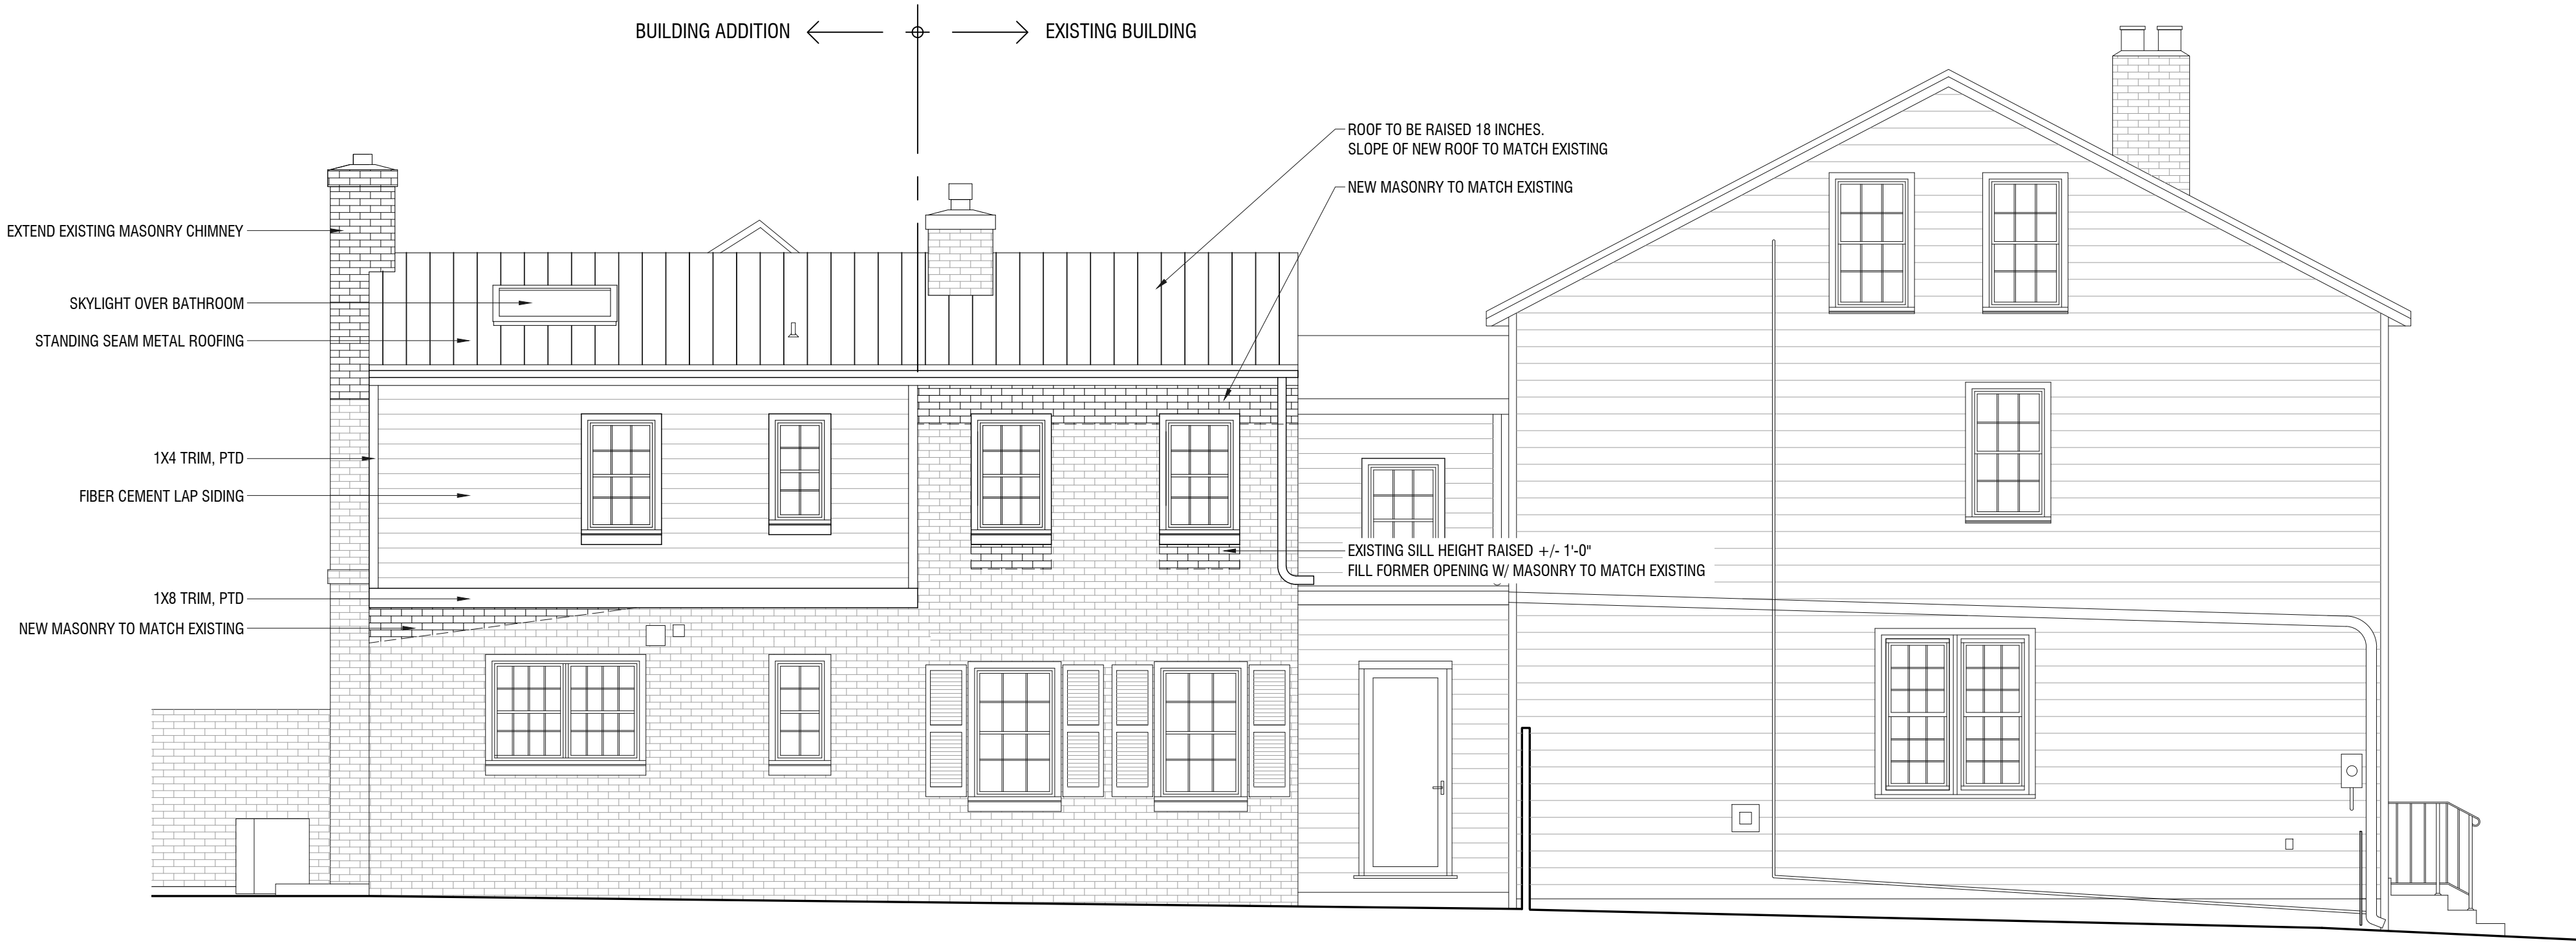 BUILDING ADDITION
EXISTING BUILDING
ROOF TO BE RAISED 18 INCHES.
SLOPE OF NEW ROOF TO MATCH EXISTING
NEW MASONRY TO MATCH EXISTING
EXTEND EXISTING MASONRY CHIMNEY
SKYLIGHT OVER BATHROOM
STANDING SEAM METAL ROOFING
1X4 TRIM, PTD
FIBER CEMENT LAP SIDING
EXISTING SILL HEIGHT RAISED +/- 1'-0"
FILL FORMER OPENING W/ MASONRY TO MATCH EXISTING
1X8 TRIM, PTD
NEW MASONRY TO MATCH EXISTING